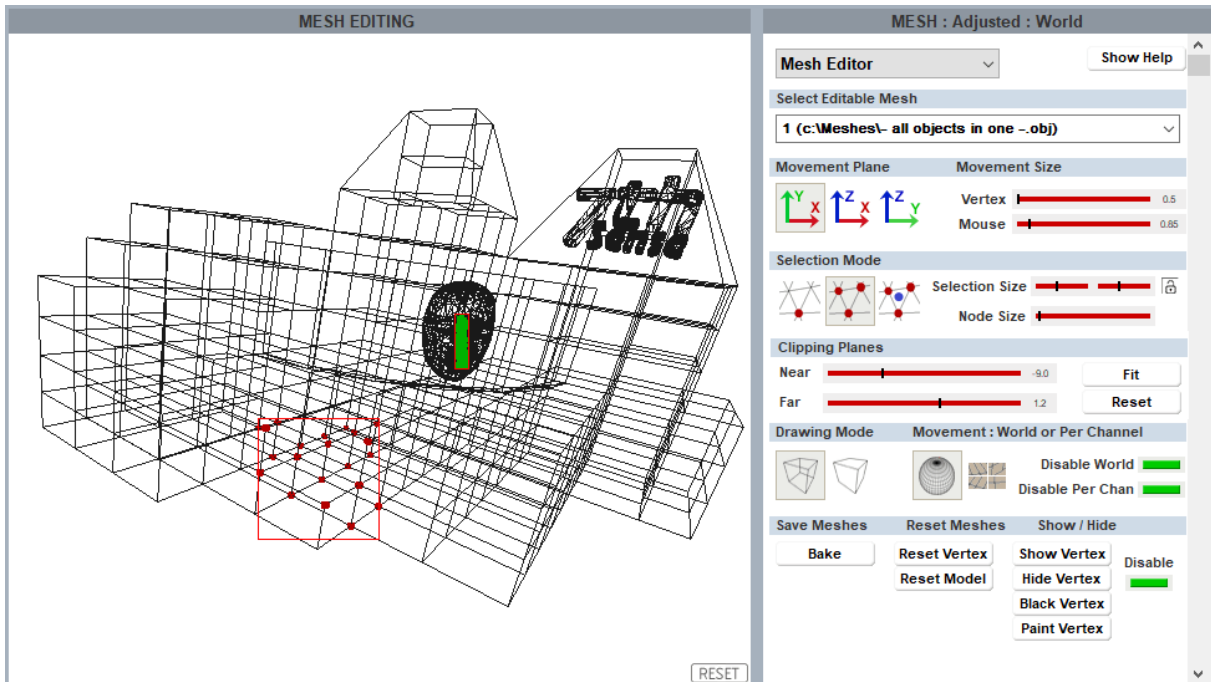 MESH EDITING
MESH : Adjusted : World
Mesh Editor
Show Help
Select Editable Mesh
1 (c:\Meshes\- all objects in one -.obj)
Movement Plane
Movement Size
Y
X
Z
X
Z
Y
Vertex
0.5
Mouse
0.65
Selection Mode
Selection Size
Node Size
Clipping Planes
Near
-9.0
Fit
Far
1.2
Reset
Drawing Mode
Movement : World or Per Channel
Disable World
Disable Per Chan
Save Meshes
Reset Meshes
Show / Hide
Bake
Reset Vertex
Show Vertex
Disable
Reset Model
Hide Vertex
Black Vertex
Paint Vertex
RESET